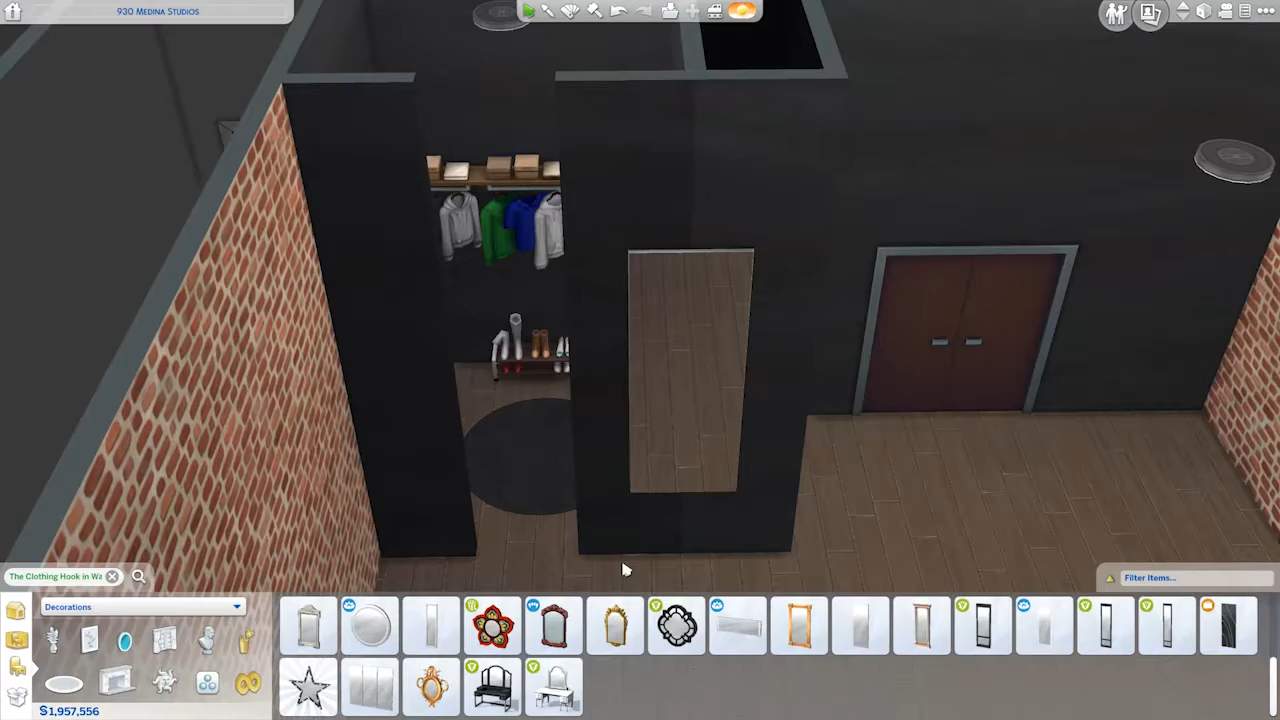 930 Medina Studios
The Clothing Hook in Wa
Filter Items...
Decorations
$1,957,556